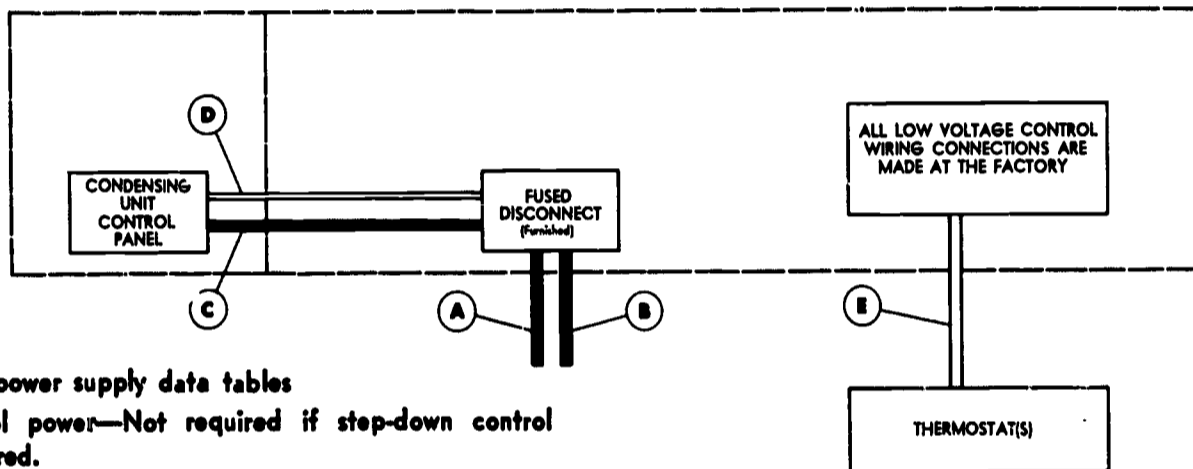 D
CONDENSING
UNIT
CONTROL
PANEL
FUSED
DISCONNECT
(Furnished)
ALL LOW VOLTAGE CONTROL
WIRING CONNECTIONS ARE
MADE AT THE FACTORY
C
A
B
E
power supply data tables
power—Not required if step-down control
THERMOSTAT(S)